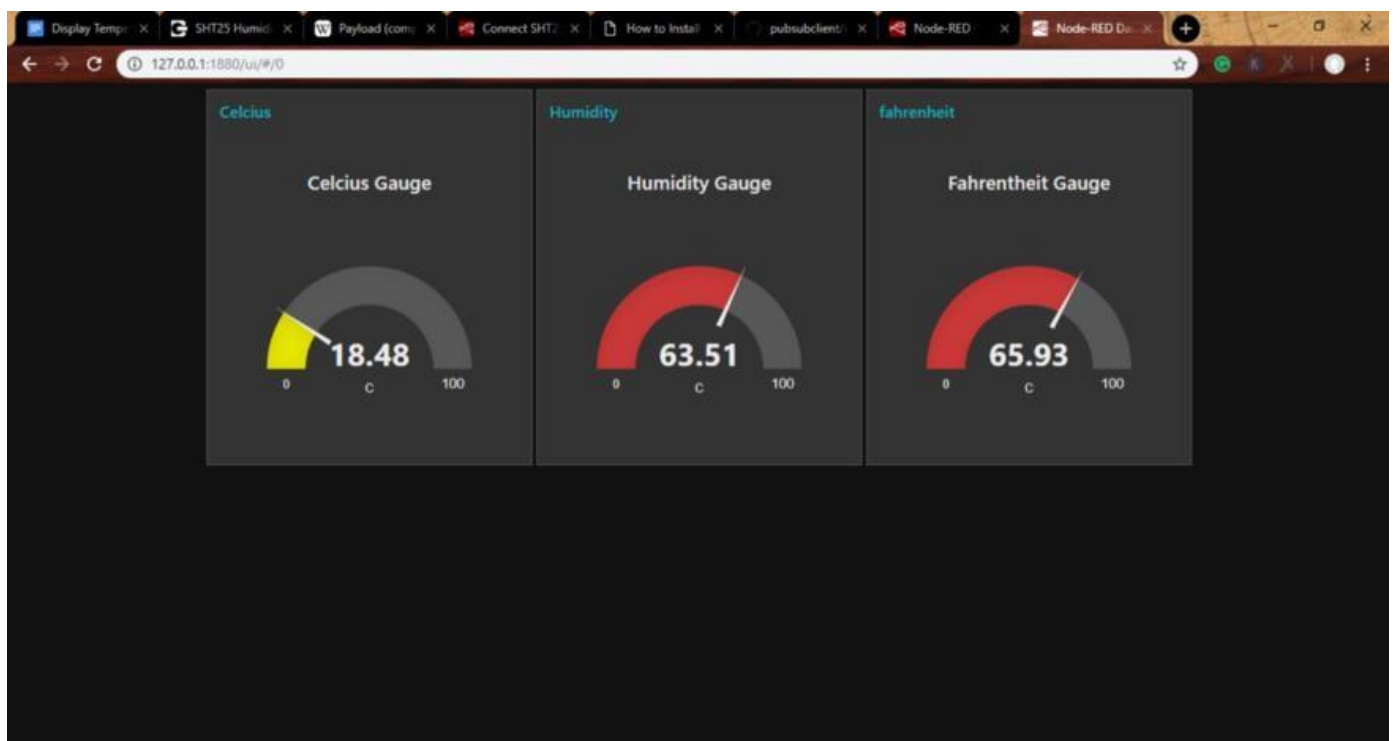 Display Temp
SHT25 Humid
Payload (com
Connect SHT2
How to Install
pubsubclient/
Node-RED
Node-RED Da
127.0.0.1:1880/ui/#/0
Celcius
Celcius Gauge
18.48
0
C
100
Humidity
Humidity Gauge
63.51
0
C
100
fahrenheit
Fahrentheit Gauge
65.93
0
C
100